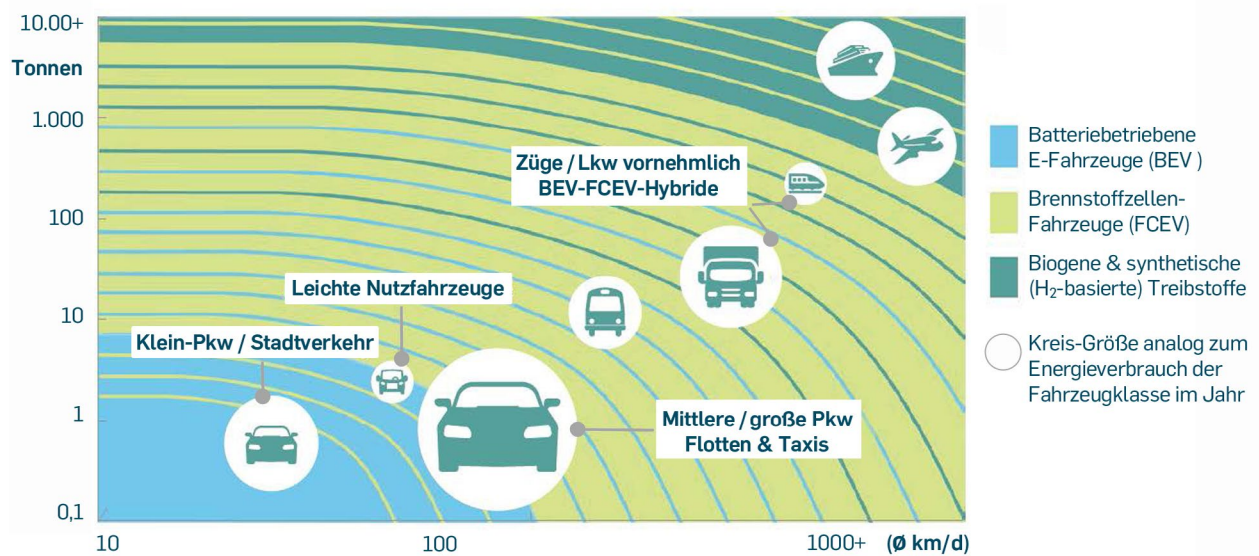 10.00+
Tonnen
1.000
100
10
1
0,1
10
100
1000+
(Ø km/d)
Züge / Lkw vornehmlich
BEV-FCEV-Hybride
Leichte Nutzfahrzeuge
Klein-Pkw / Stadtverkehr
Mittlere / große Pkw
Flotten & Taxis
Batteriebetriebene
E-Fahrzeuge (BEV )
Brennstoffzellen-
Fahrzeuge (FCEV)
Biogene & synthetische
(H₂-basierte) Treibstoffe
Kreis-Größe analog zum
Energieverbrauch der
Fahrzeugklasse im Jahr